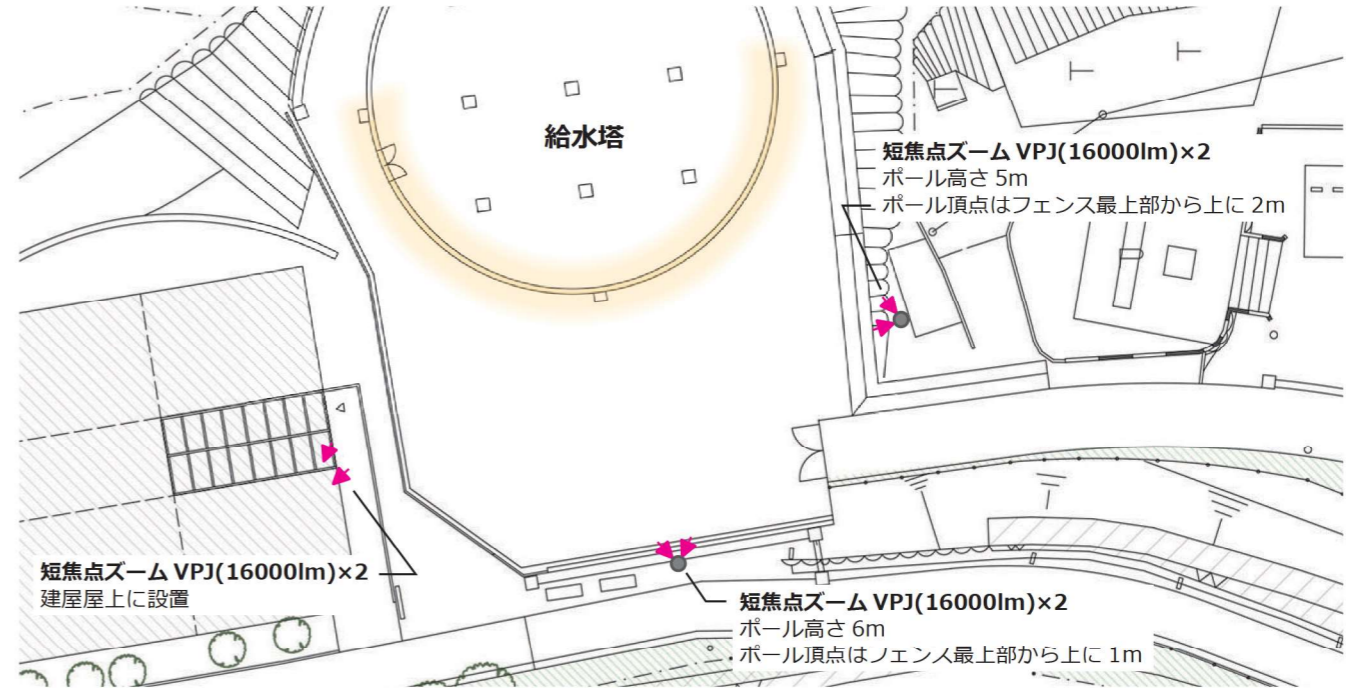 給水塔
短焦点ズーム VPJ(16000lm)×2
ポール高さ 5m
ポール頂点はフェンス最上部から上に 2m
短焦点ズーム VPJ(16000lm)×2
建屋屋上に設置
短焦点ズーム VPJ(16000lm)×2
ポール高さ 6m
ポール頂点はフェンス最上部から上に 1m